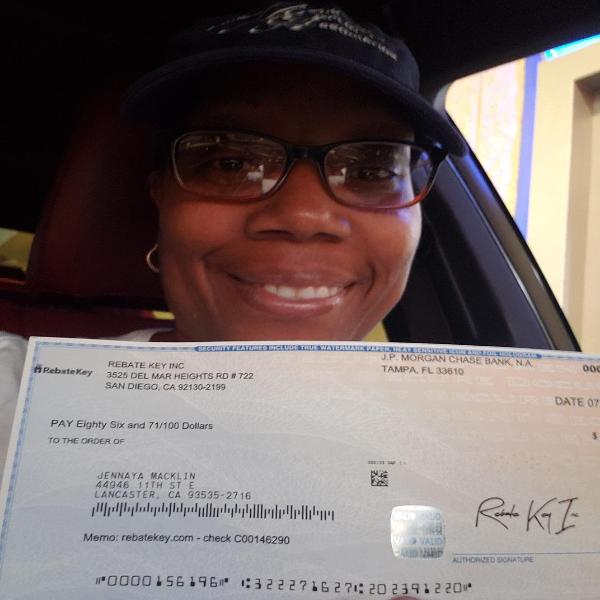 FEDERATION
SECURITY FEATURES INCLUDE TRUE WATERMARK PAPER, HEAT SENSITIVE ICON AND FOIL HOLOGRAM
RebateKey
REBATE KEY INC
3525 DEL MAR HEIGHTS RD # 722
SAN DIEGO, CA 92130-2199
J.P. MORGAN CHASE BANK, N.A.
TAMPA, FL 33610
000
DATE 07
PAY Eighty Six and 71/100 Dollars
$
TO THE ORDER OF
JENNAYA MACKLIN
44946 11TH ST E
LANCASTER, CA 93535-2716
VALID VALID
VALID
Rebate Key Inc
Memo: rebatekey.com - check C00146290
AUTHORIZED SIGNATURE
⑈0000156196⑈ ⑆322271627⑆202391220⑈